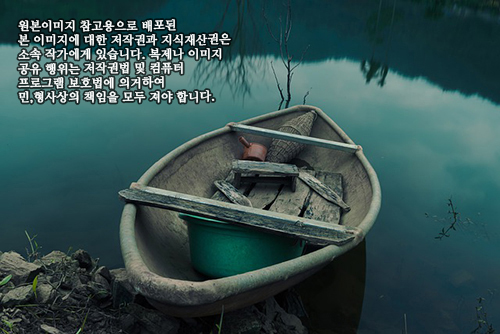 원본이미지 참고용으로 배포된
본 이미지에 대한 저작권과 지식재산권은
소속 작가에게 있습니다. 복제나 이미지
공유 행위는 저작권법 및 컴퓨터
프로그램 보호법에 의거하여
민,형사상의 책임을 모두 져야 합니다.